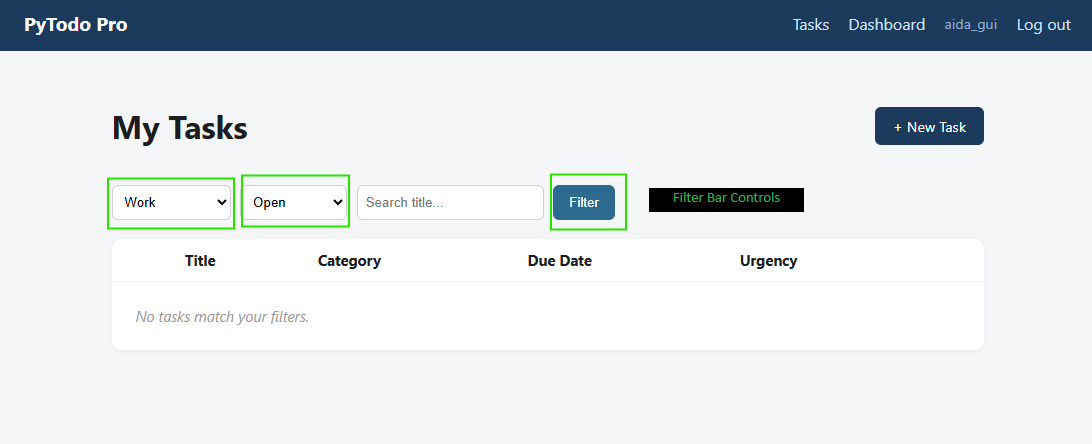 PyTodo Pro Tasks Dashboard aida_gui Log out
My Tasks + New Task
Work Open Search title... Filter Filter Bar Controls
Title Category Due Date Urgency
No tasks match your filters.